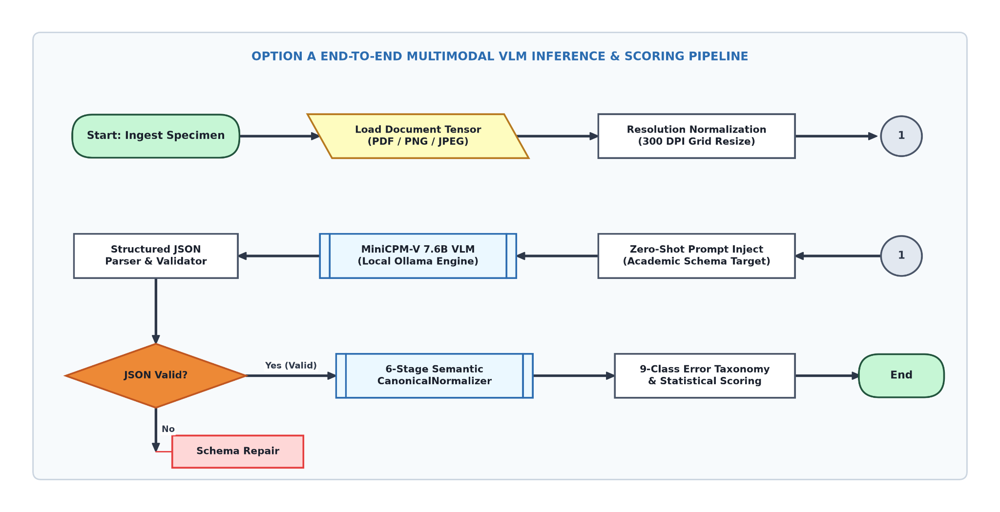 OPTION A END-TO-END MULTIMODAL VLM INFERENCE & SCORING PIPELINE
Start: Ingest Specimen
Load Document Tensor
(PDF / PNG / JPEG)
Resolution Normalization
(300 DPI Grid Resize)
1
1
Zero-Shot Prompt Inject
(Academic Schema Target)
MiniCPM-V 7.6B VLM
(Local Ollama Engine)
Structured JSON
Parser & Validator
JSON Valid?
Yes (Valid)
6-Stage Semantic
CanonicalNormalizer
9-Class Error Taxonomy
& Statistical Scoring
End
No
Schema Repair